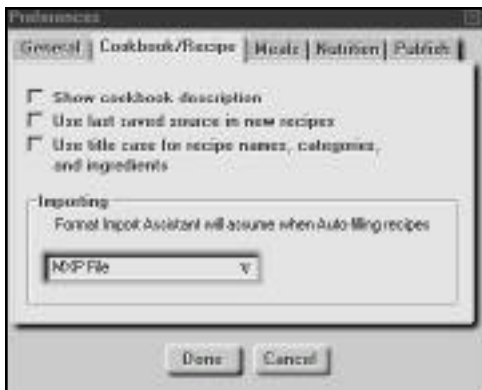 Preferences
General Cookbook/Recipe Meals Nutrition Publish
Show cookbook description
Use last saved source in new recipes
Use title case for recipe names, categories,
and ingredients
Importing
Format Import Assistant will assume when Auto-filling recipes
MXP File
Done Cancel